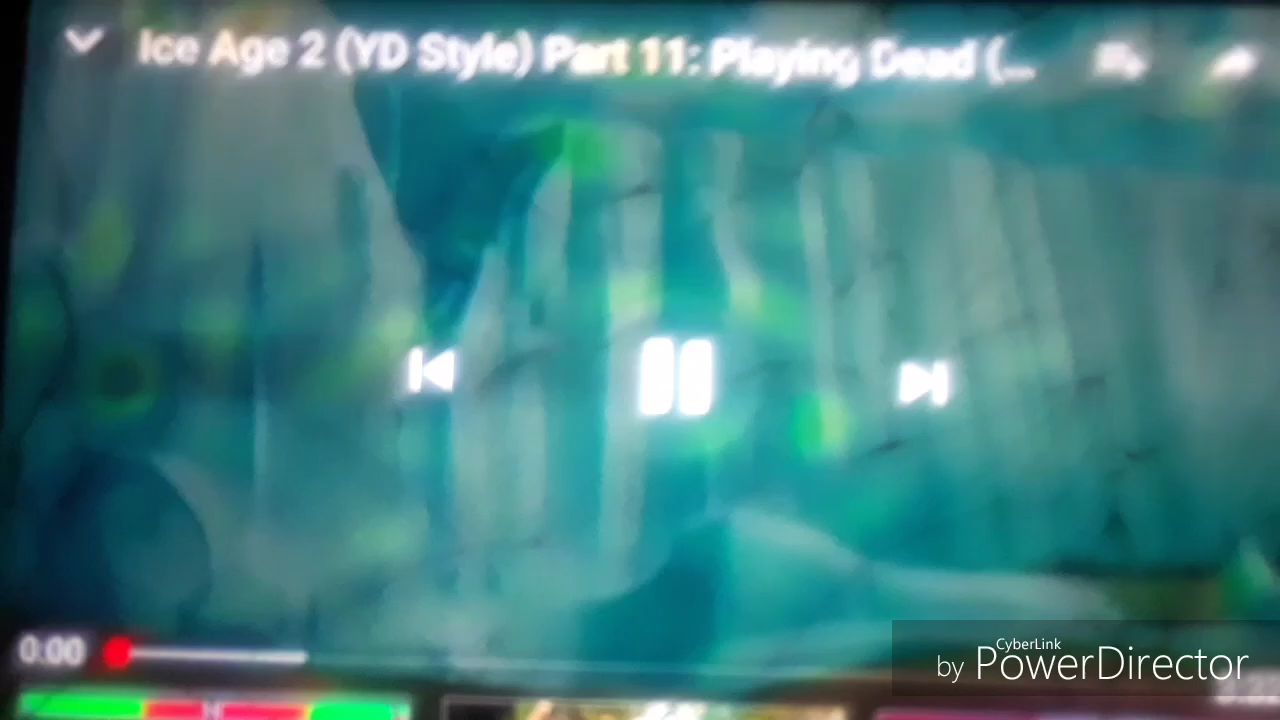 Ice Age 2 (YD Style) Part 11: Playing Dead (...
0:00
CyberLink
by PowerDirector